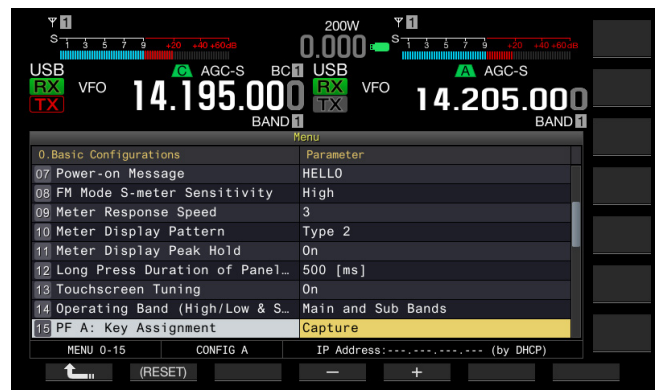 1 200W 1
S 1 3 5 7 9 +20 +40 +60dB 0.000 S 1 3 5 7 9 +20 +40 +60dB
USB C AGC-S BC1 USB A AGC-S
RX VFO 14.195.000 RX VFO 14.205.000
TX TX
BAND 1 BAND 1
Menu
0.Basic Configurations Parameter
07 Power-on Message HELLO
08 FM Mode S-meter Sensitivity High
09 Meter Response Speed 3
10 Meter Display Pattern Type 2
11 Meter Display Peak Hold On
12 Long Press Duration of Panel… 500 [ms]
13 Touchscreen Tuning On
14 Operating Band (High/Low & S… Main and Sub Bands
15 PF A: Key Assignment Capture
MENU 0-15 CONFIG A IP Address:---.---.---.--- (by DHCP)
(RESET) − +